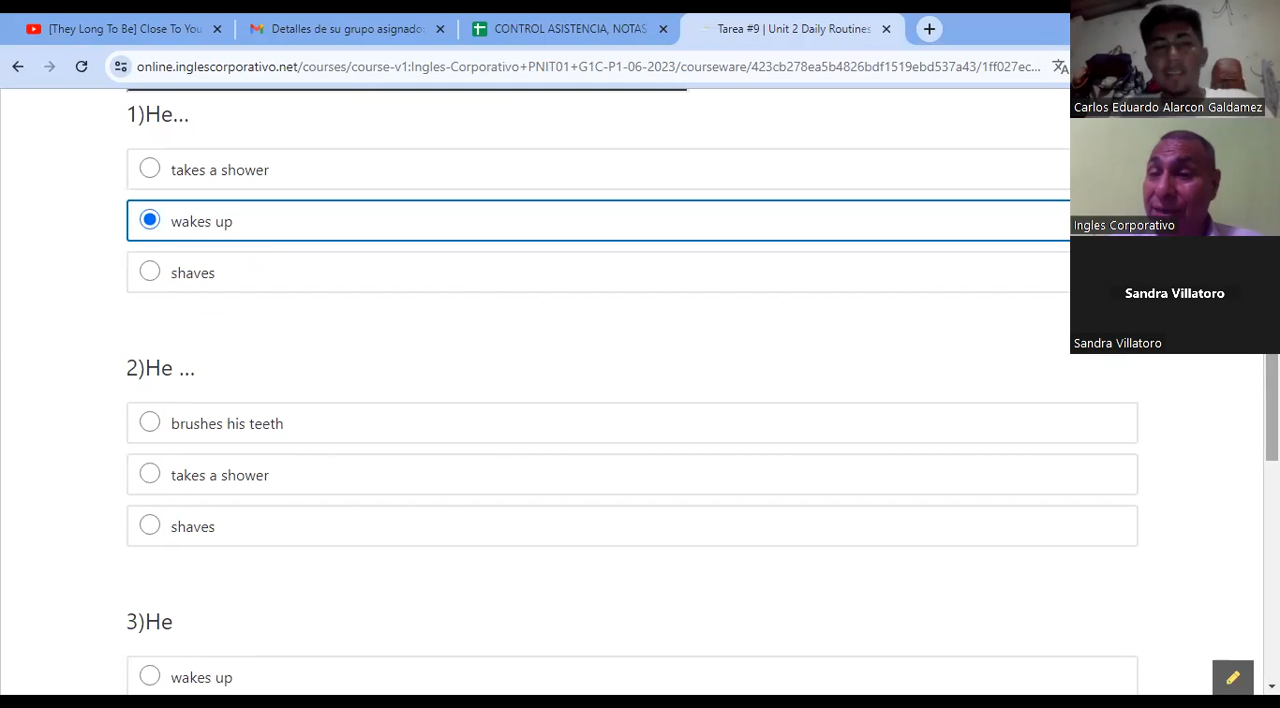 [They Long To Be] Close To You
Detalles de su grupo asignado
CONTROL ASISTENCIA, NOTAS
Tarea #9 | Unit 2 Daily Routines
online.inglescorporativo.net/courses/course-v1:Ingles-Corporativo+PNIT01+G1C-P1-06-2023/courseware/423cb278ea5b4826bdf1519ebd537a43/1ff027ec...
Carlos Eduardo Alarcon Galdamez
Ingles Corporativo
Sandra Villatoro
Sandra Villatoro
1)He...
takes a shower
wakes up
shaves
2)He ...
brushes his teeth
takes a shower
shaves
3)He
wakes up